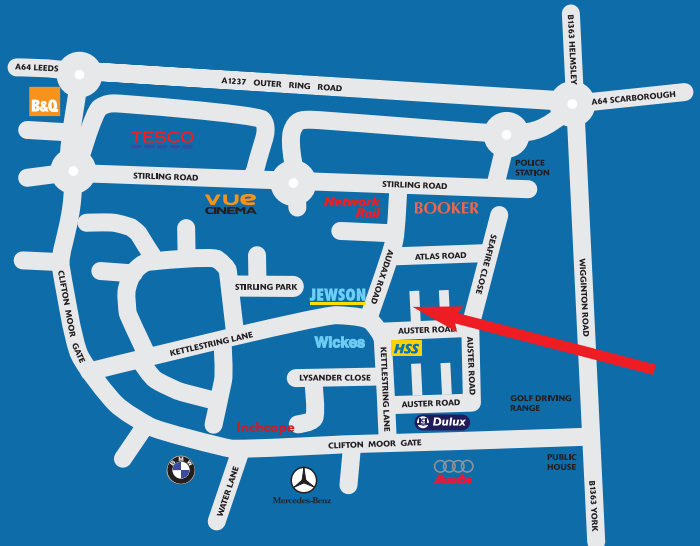 B1363 HELMSLEY
A64 LEEDS
A1237 OUTER RING ROAD
A64 SCARBOROUGH
B&Q
TESCO
POLICE
STATION
STIRLING ROAD
STIRLING ROAD
vue
CINEMA
Network
Rail
BOOKER
ATLAS ROAD
SEAFIRE CLOSE
AUDAX ROAD
WIGGINTON ROAD
CLIFTON MOOR GATE
STIRLING PARK
JEWSON
KETTLESTRING LANE
AUSTER ROAD
Wickes
HSS
KETTLESTRING LANE
AUSTER ROAD
LYSANDER CLOSE
AUSTER ROAD
GOLF DRIVING
RANGE
Dulux
Inchcape
CLIFTON MOOR GATE
BMW
WATER LANE
Mercedes-Benz
Audi
PUBLIC
HOUSE
B1363 YORK